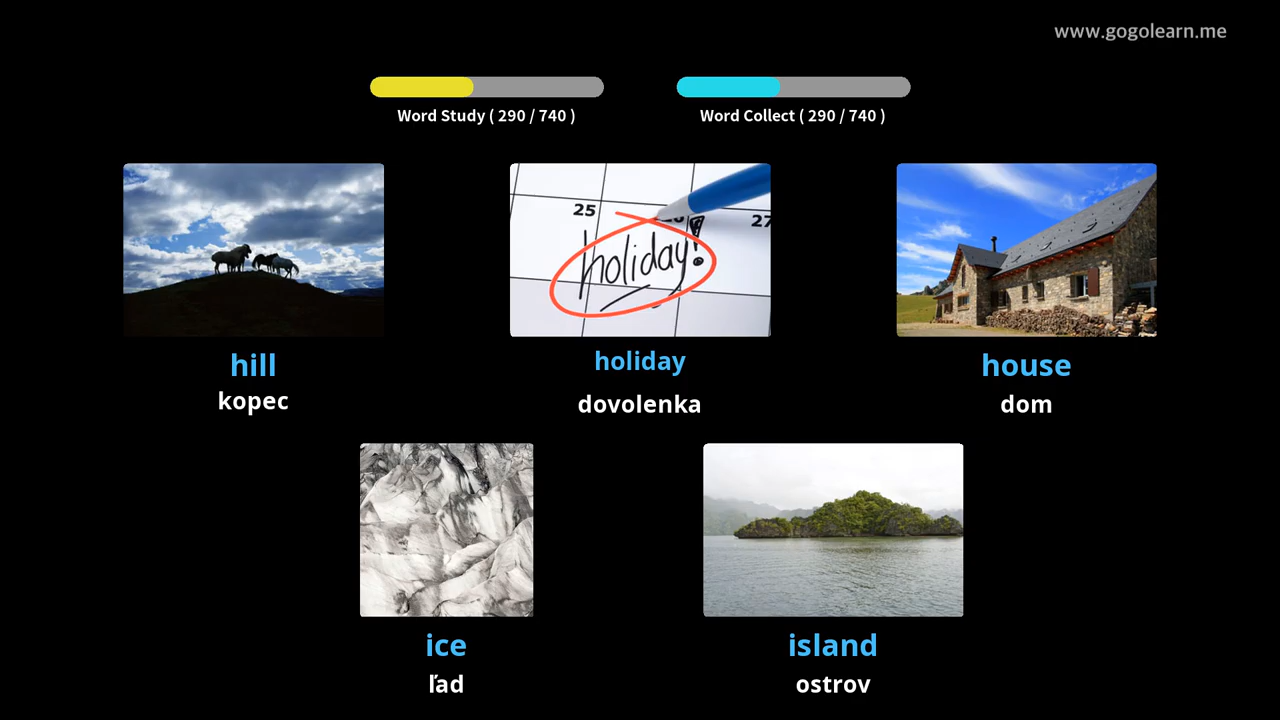 www.gogolearn.me
Word Study ( 290 / 740 )
Word Collect ( 290 / 740 )
25
27
holiday!
hill
holiday
house
kopec
dovolenka
dom
ice
island
ľad
ostrov